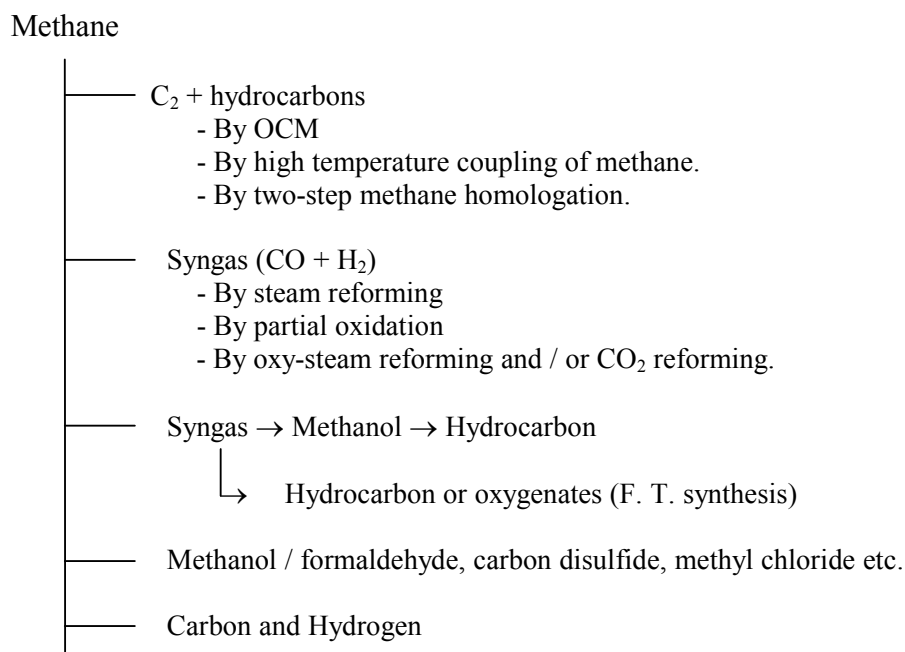 Methane
C₂ + hydrocarbons
- By OCM
- By high temperature coupling of methane.
- By two-step methane homologation.
Syngas (CO + H₂)
- By steam reforming
- By partial oxidation
- By oxy-steam reforming and / or CO₂ reforming.
Syngas → Methanol → Hydrocarbon
Hydrocarbon or oxygenates (F. T. synthesis)
Methanol / formaldehyde, carbon disulfide, methyl chloride etc.
Carbon and Hydrogen